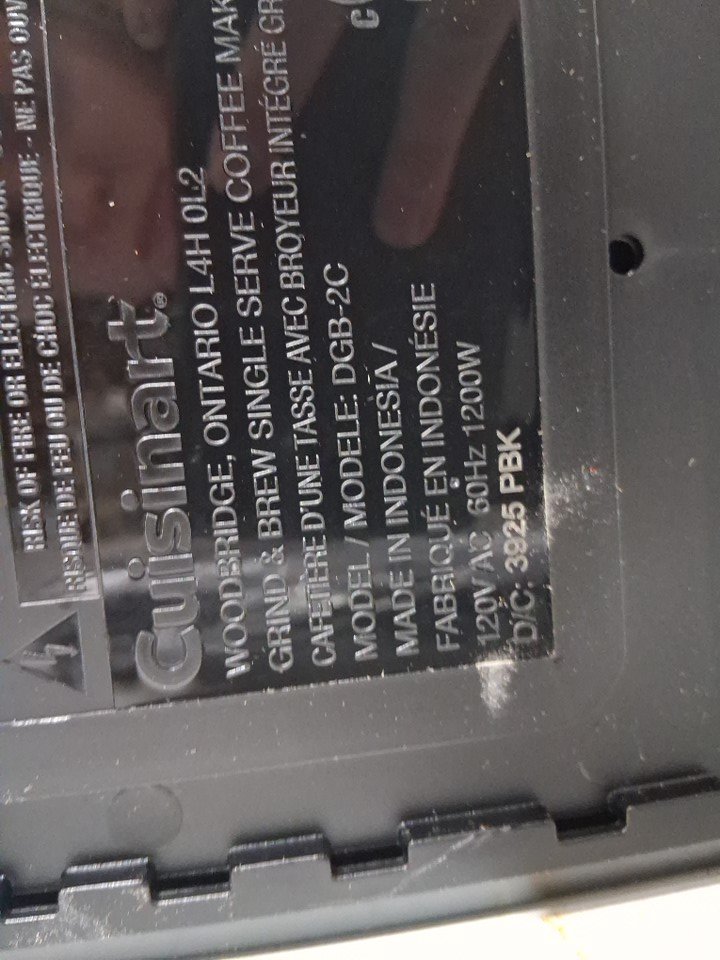 RISK OF FIRE OR ELECTRIC SHOCK
RISQUE DE FEU OU DE CHOC ÉLECTRIQUE - NE PAS OUV
Cuisinart®
WOODBRIDGE, ONTARIO L4H 0L2
GRIND & BREW SINGLE SERVE COFFEE MAK
CAFETIÈRE D'UNE TASSE AVEC BROYEUR INTÉGRÉ GR
MODEL / MODELE: DGB-2C
MADE IN INDONESIA /
FABRIQUÉ EN INDONÉSIE
120V AC 60Hz 1200W
D/C: 3925 PBK